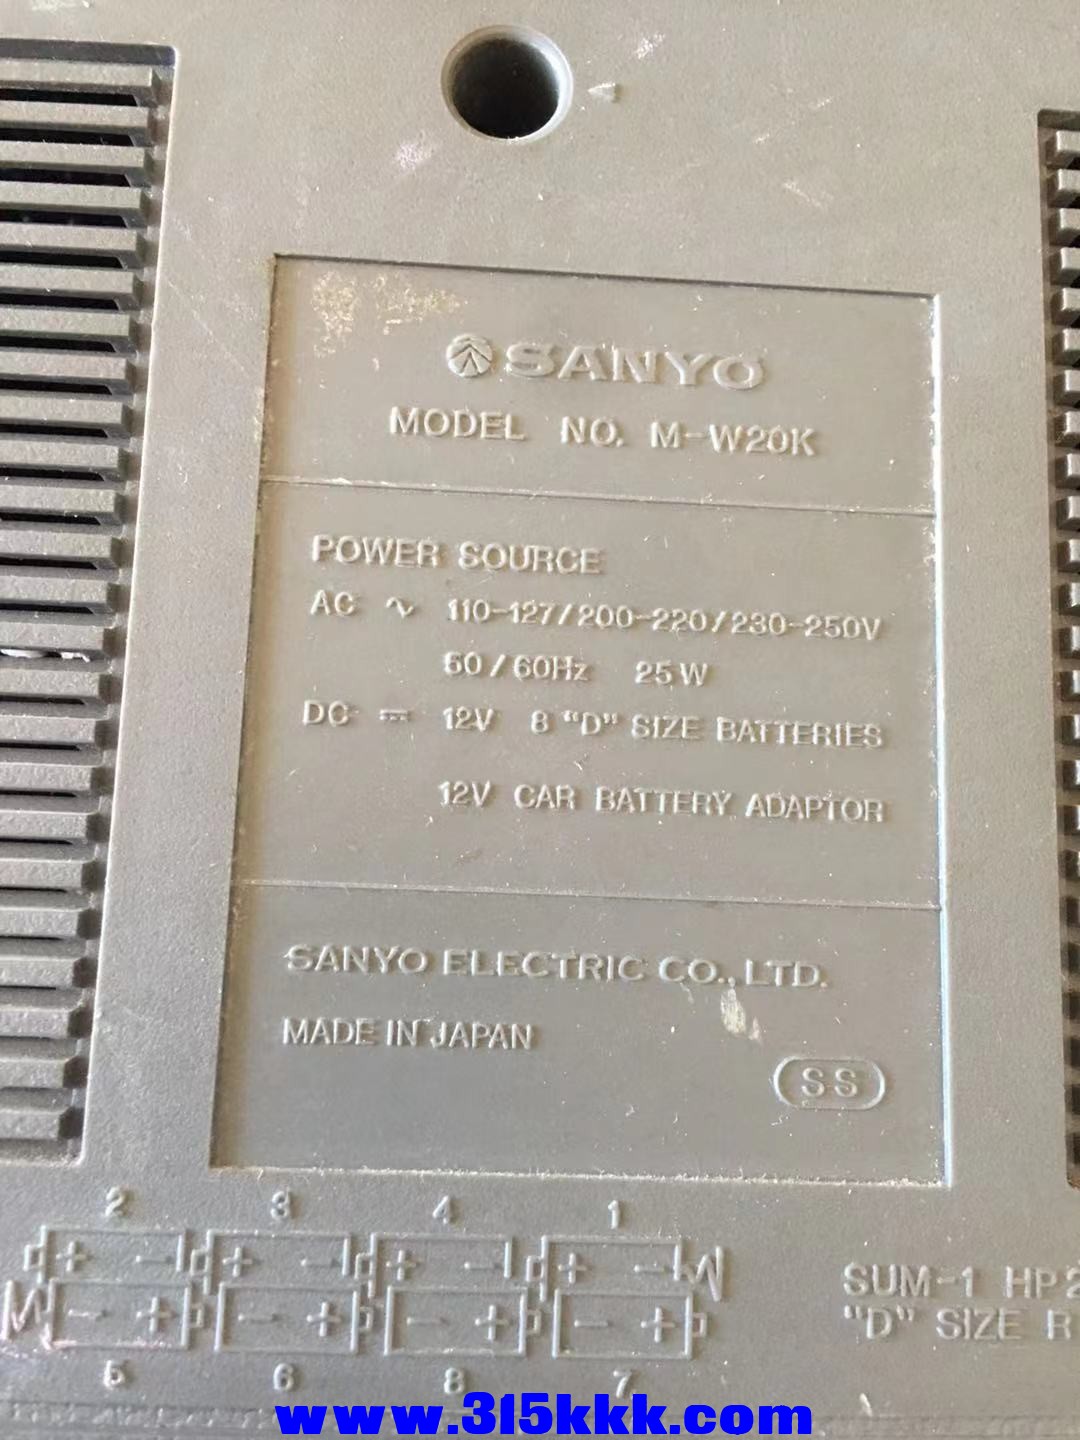 SANYO
MODEL NO. M-W20K
POWER SOURCE
AC ∿ 110-127/200-220/230-250V
50/60Hz 25W
DC ⎓ 12V 8 "D" SIZE BATTERIES
12V CAR BATTERY ADAPTOR
SANYO ELECTRIC CO., LTD.
MADE IN JAPAN
SS
2 3 4 1
+ - + - + - + -
- + - + - + - +
5 6 8 7
SUM-1 HP2
"D" SIZE R
www.315kkk.com